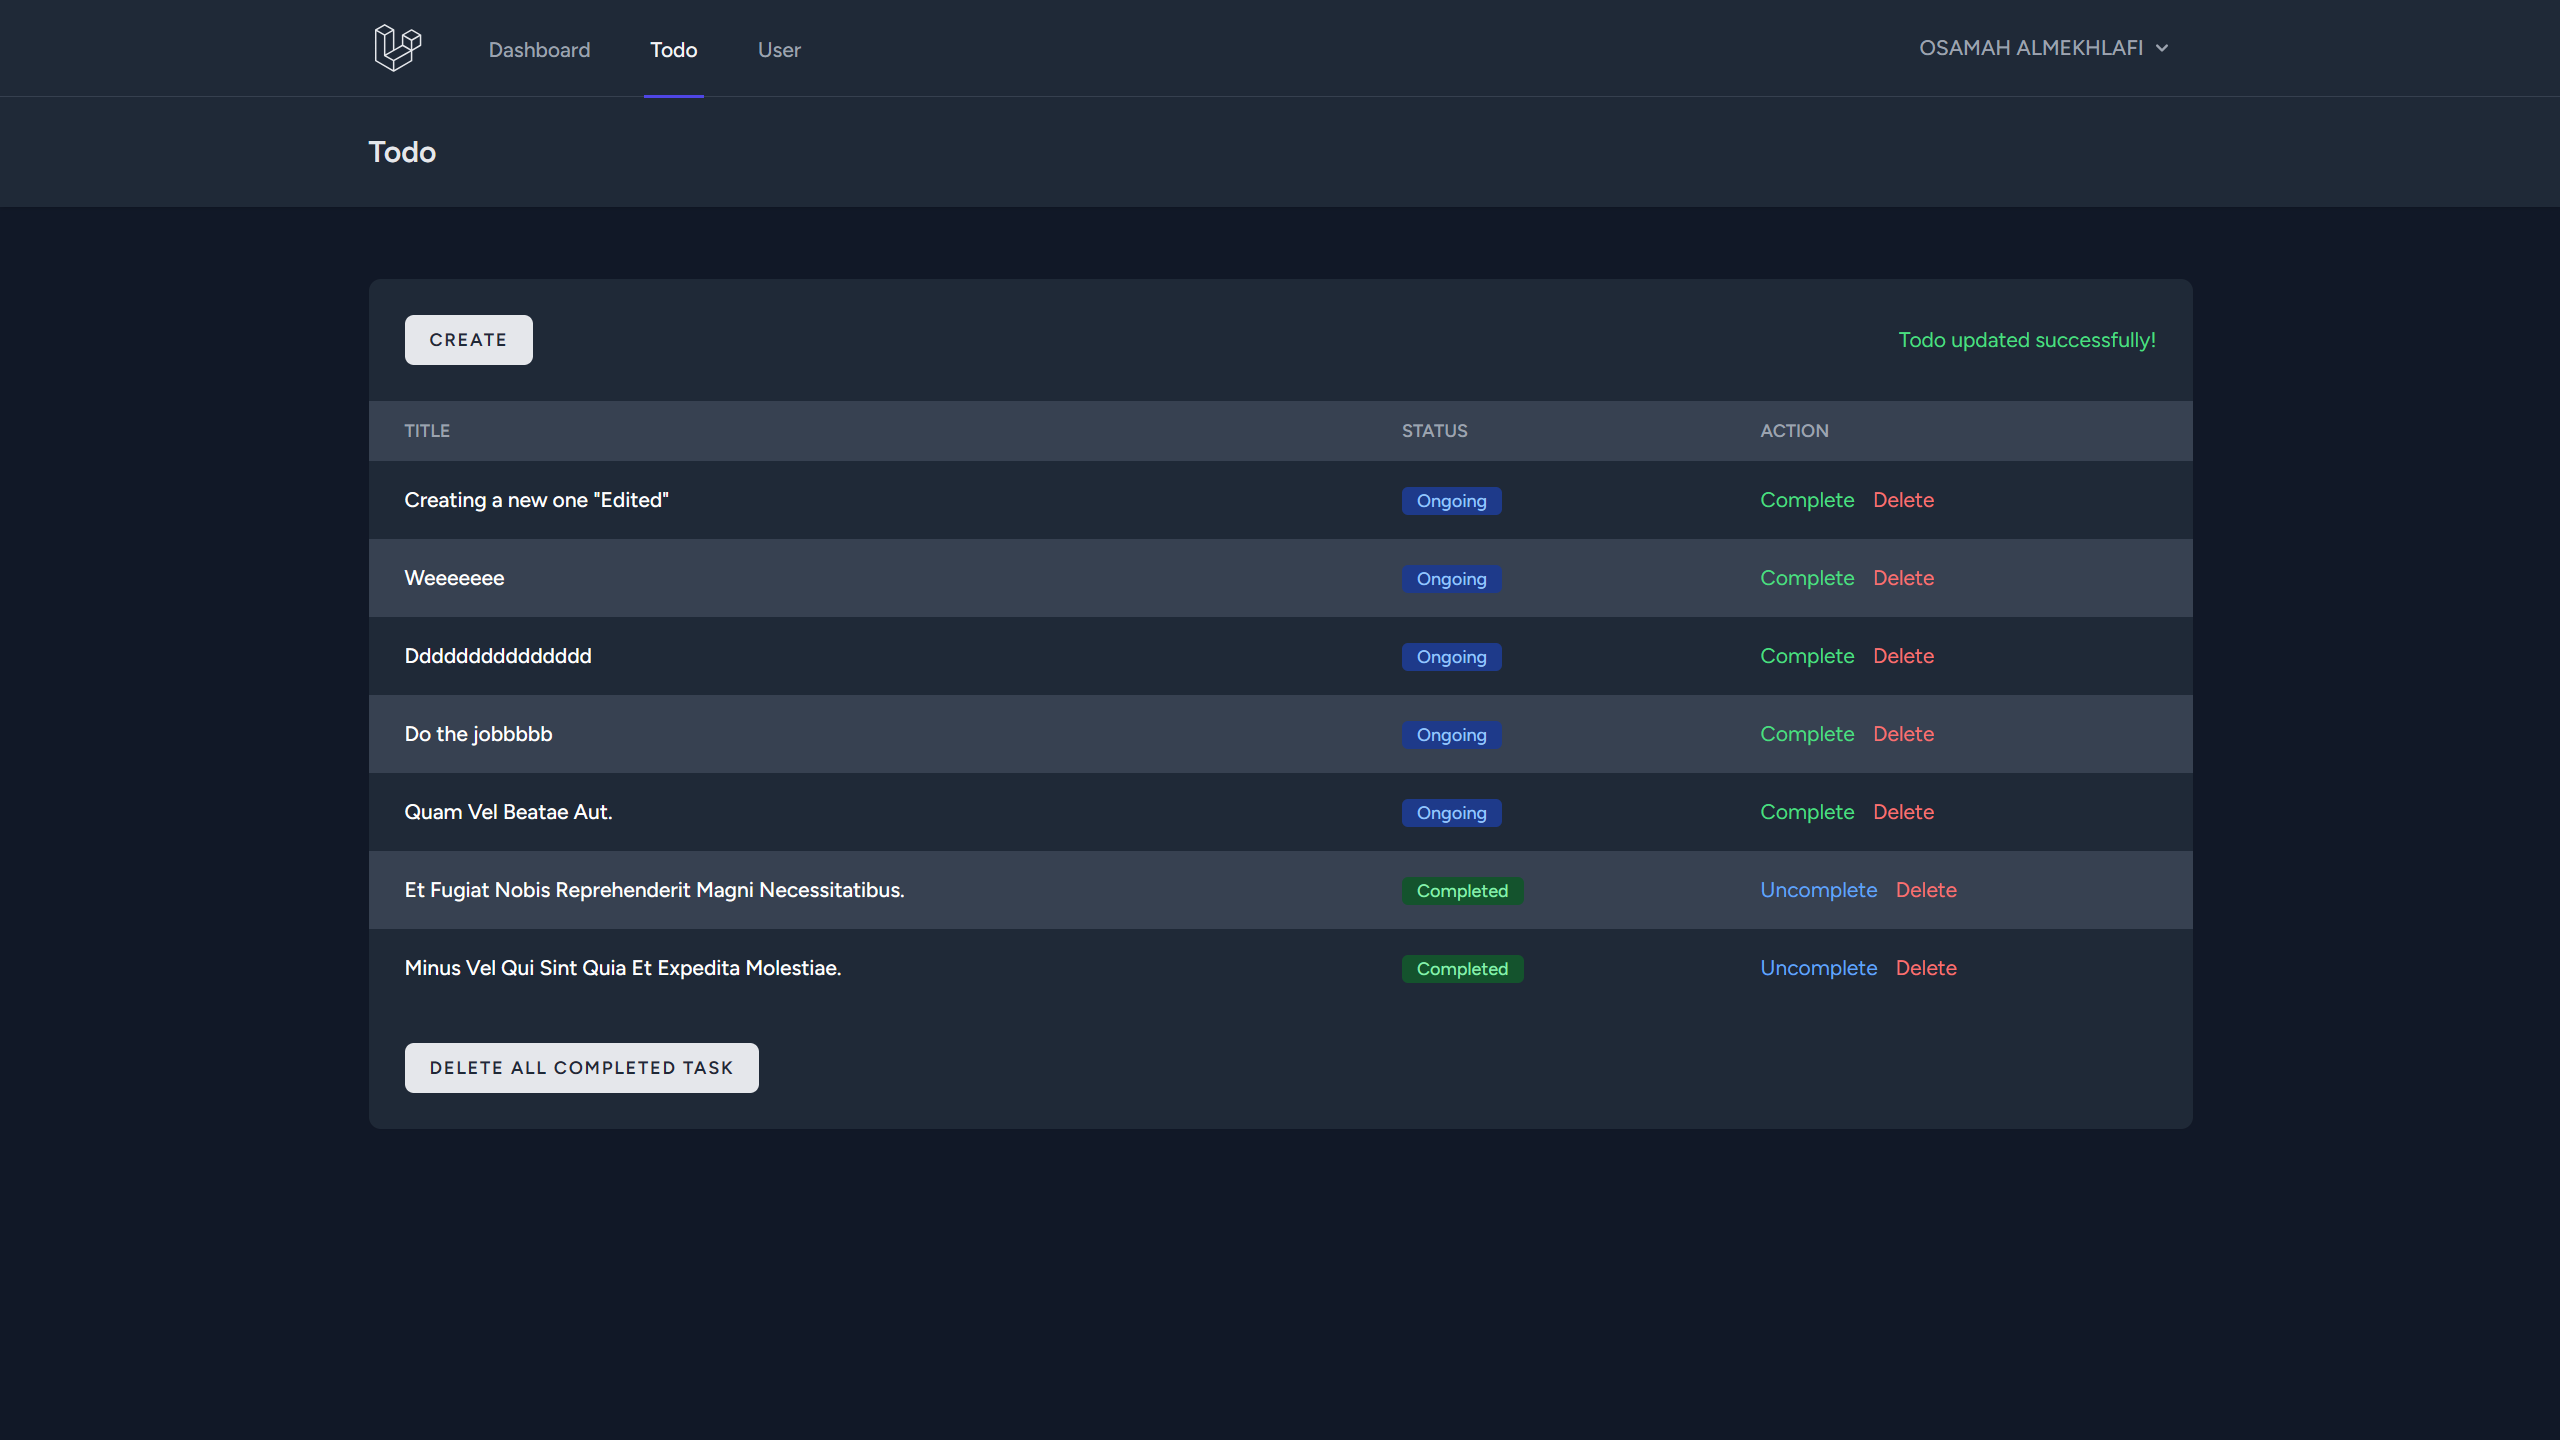 Dashboard Todo User OSAMAH ALMEKHLAFI
Todo
CREATE Todo updated successfully!
TITLE STATUS ACTION
Creating a new one "Edited" Ongoing Complete Delete
Weeeeeee Ongoing Complete Delete
Ddddddddddddddd Ongoing Complete Delete
Do the jobbbbb Ongoing Complete Delete
Quam Vel Beatae Aut. Ongoing Complete Delete
Et Fugiat Nobis Reprehenderit Magni Necessitatibus. Completed Uncomplete Delete
Minus Vel Qui Sint Quia Et Expedita Molestiae. Completed Uncomplete Delete
DELETE ALL COMPLETED TASK